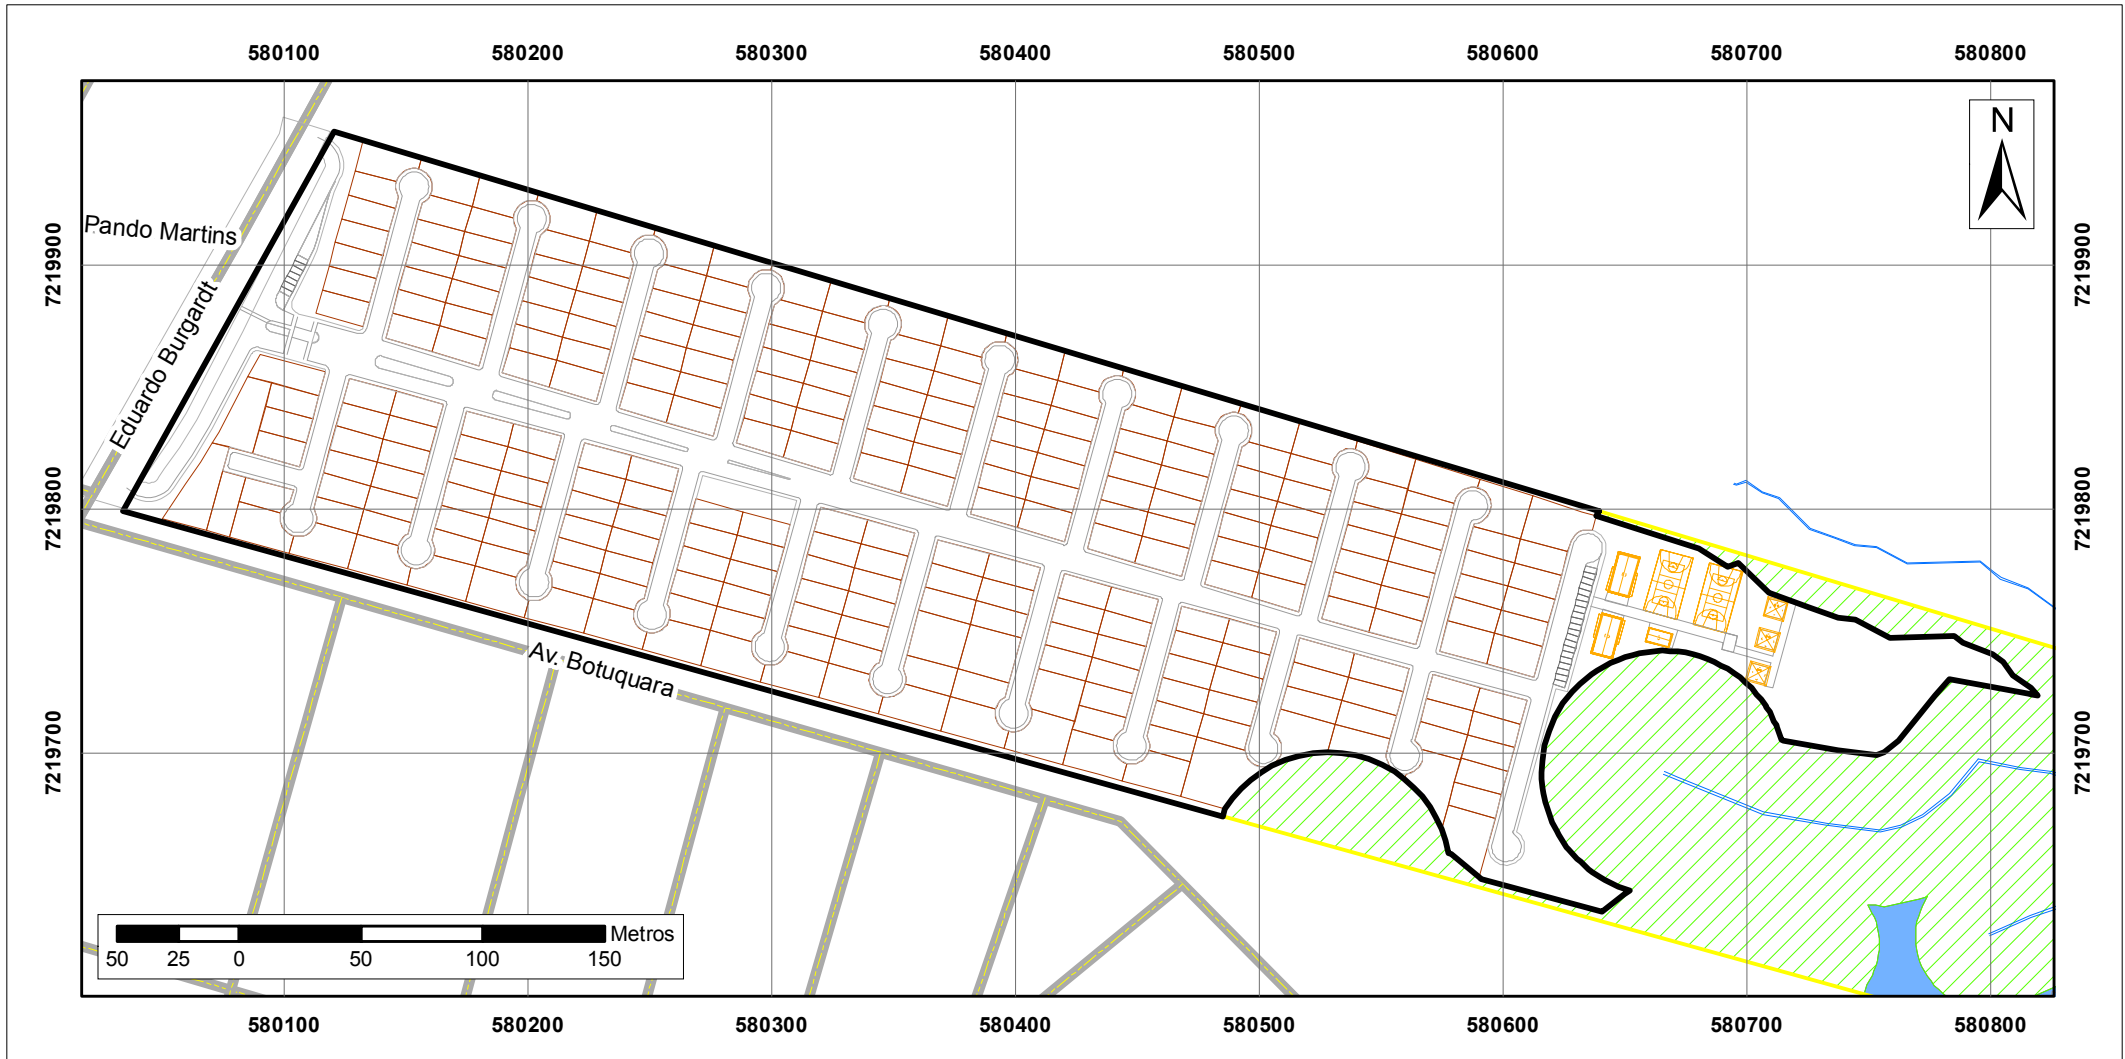 580100 580200 580300 580400 580500 580600 580700 580800
N
Pando Martins
7219900
7219900
Eduardo Burgardt
7219800
7219800
Av. Botuquara
7219700
7219700
Metros
50 25 0 50 100 150
580100 580200 580300 580400 580500 580600 580700 580800